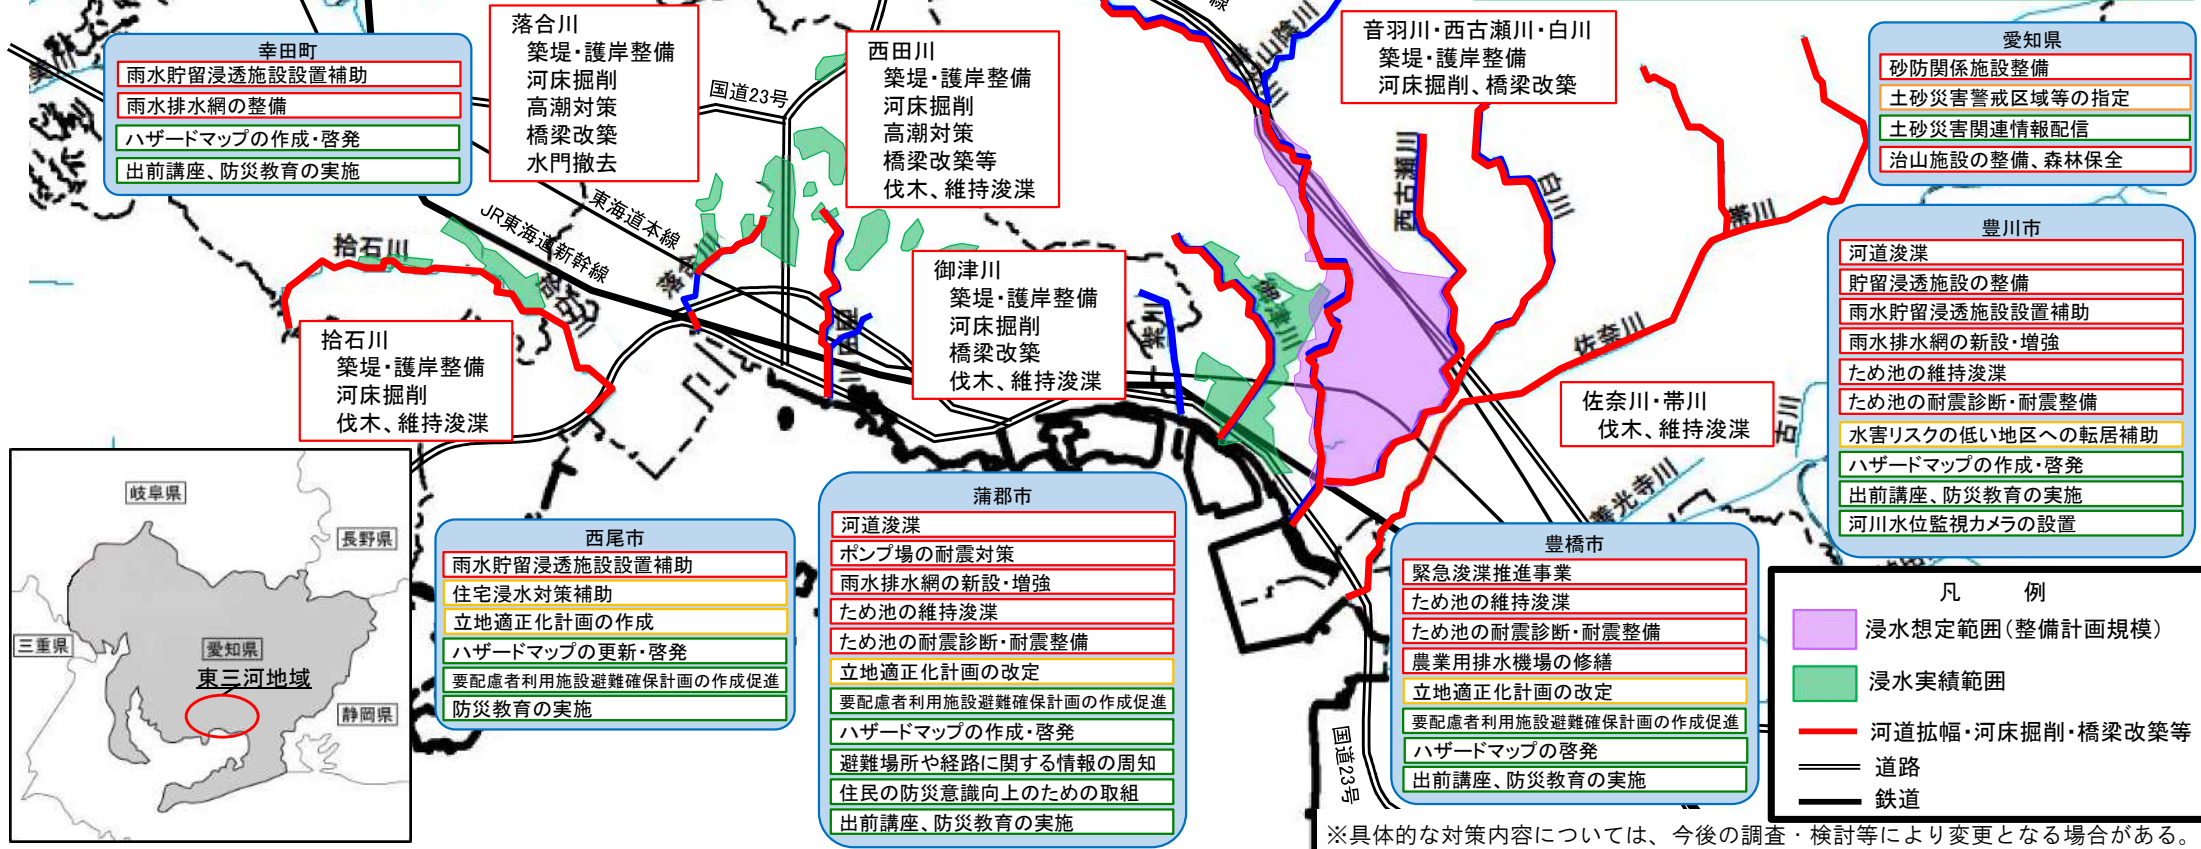 幸田町
雨水貯留浸透施設設置補助
雨水排水網の整備
ハザードマップの作成・啓発
出前講座、防災教育の実施
落合川
築堤・護岸整備
河床掘削
高潮対策
橋梁改築
水門撤去
西田川
築堤・護岸整備
河床掘削
高潮対策
橋梁改築等
伐木、維持浚渫
音羽川・西古瀬川・白川
築堤・護岸整備
河床掘削、橋梁改築
愛知県
砂防関係施設整備
土砂災害警戒区域等の指定
土砂災害関連情報配信
治山施設の整備、森林保全
国道23号
東海道本線
JR東海道新幹線
拾石川
拾石川
落合川
西田川
御津川
紫川
山陰川
西古瀬川
白川
帯川
佐奈川
古川
善光寺川
国道23号
拾石川
築堤・護岸整備
河床掘削
伐木、維持浚渫
御津川
築堤・護岸整備
河床掘削
橋梁改築
伐木、維持浚渫
佐奈川・帯川
伐木、維持浚渫
豊川市
河道浚渫
貯留浸透施設の整備
雨水貯留浸透施設設置補助
雨水排水網の新設・増強
ため池の維持浚渫
ため池の耐震診断・耐震整備
水害リスクの低い地区への転居補助
ハザードマップの作成・啓発
出前講座、防災教育の実施
河川水位監視カメラの設置
岐阜県
長野県
三重県
愛知県
東三河地域
静岡県
西尾市
雨水貯留浸透施設設置補助
住宅浸水対策補助
立地適正化計画の作成
ハザードマップの更新・啓発
要配慮者利用施設避難確保計画の作成促進
防災教育の実施
蒲郡市
河道浚渫
ポンプ場の耐震対策
雨水排水網の新設・増強
ため池の維持浚渫
ため池の耐震診断・耐震整備
立地適正化計画の改定
要配慮者利用施設避難確保計画の作成促進
ハザードマップの作成・啓発
避難場所や経路に関する情報の周知
住民の防災意識向上のための取組
出前講座、防災教育の実施
豊橋市
緊急浚渫推進事業
ため池の維持浚渫
ため池の耐震診断・耐震整備
農業用排水機場の修繕
立地適正化計画の改定
要配慮者利用施設避難確保計画の作成促進
ハザードマップの啓発
出前講座、防災教育の実施
凡　例
浸水想定範囲（整備計画規模）
浸水実績範囲
河道拡幅・河床掘削・橋梁改築等
道路
鉄道
※具体的な対策内容については、今後の調査・検討等により変更となる場合がある。